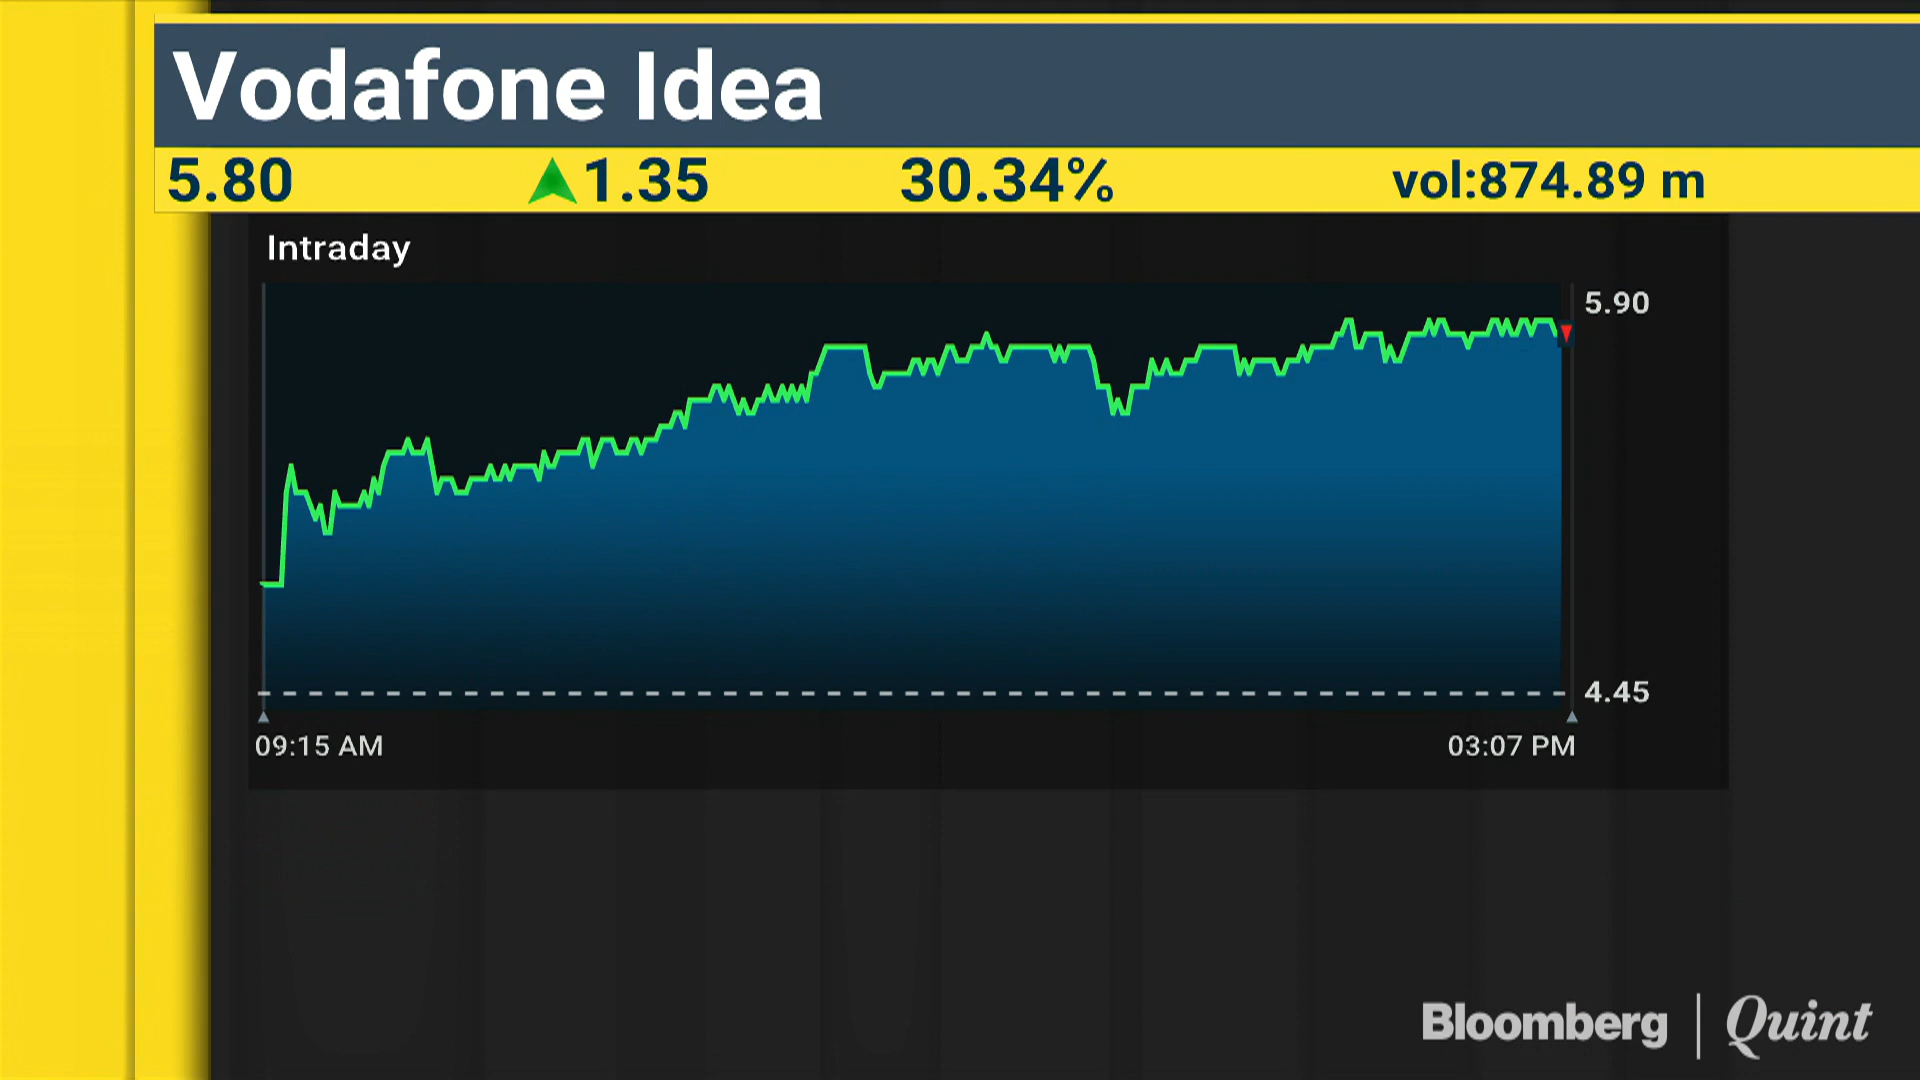 Vodafone Idea
5.80 ▲1.35 30.34% vol:874.89 m
Intraday
5.90
4.45
09:15 AM 03:07 PM
Bloomberg | Quint